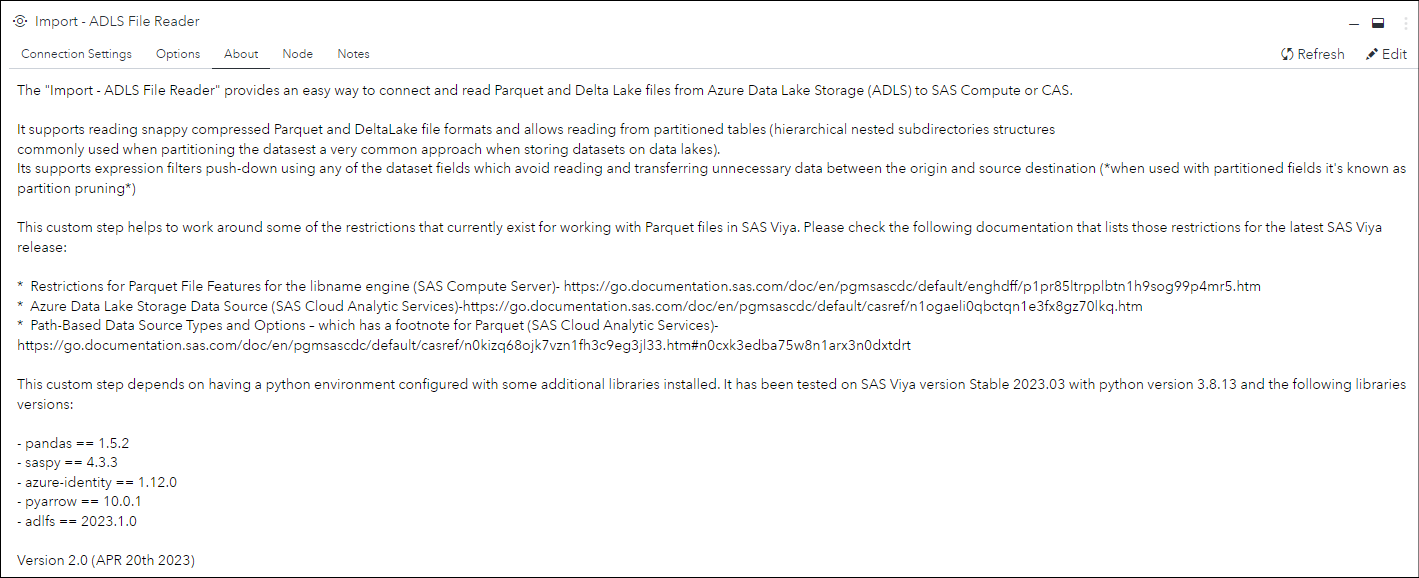 Import - ADLS File Reader
Connection Settings Options About Node Notes Refresh Edit
The "Import - ADLS File Reader" provides an easy way to connect and read Parquet and Delta Lake files from Azure Data Lake Storage (ADLS) to SAS Compute or CAS.
It supports reading snappy compressed Parquet and DeltaLake file formats and allows reading from partitioned tables (hierarchical nested subdirectories structures
commonly used when partitioning the datasest a very common approach when storing datasets on data lakes).
Its supports expression filters push-down using any of the dataset fields which avoid reading and transferring unnecessary data between the origin and source destination (*when used with partitioned fields it's known as
partition pruning*)
This custom step helps to work around some of the restrictions that currently exist for working with Parquet files in SAS Viya. Please check the following documentation that lists those restrictions for the latest SAS Viya
release:
* Restrictions for Parquet File Features for the libname engine (SAS Compute Server)- https://go.documentation.sas.com/doc/en/pgmsascdc/default/enghdff/p1pr85ltrpplbtn1h9sog99p4mr5.htm
* Azure Data Lake Storage Data Source (SAS Cloud Analytic Services)-https://go.documentation.sas.com/doc/en/pgmsascdc/default/casref/n1ogaeli0qbctqn1e3fx8gz70lkq.htm
* Path-Based Data Source Types and Options – which has a footnote for Parquet (SAS Cloud Analytic Services)-
https://go.documentation.sas.com/doc/en/pgmsascdc/default/casref/n0kizq68ojk7vzn1fh3c9eg3jl33.htm#n0cxk3edba75w8n1arx3n0dxtdrt
This custom step depends on having a python environment configured with some additional libraries installed. It has been tested on SAS Viya version Stable 2023.03 with python version 3.8.13 and the following libraries
versions:
- pandas == 1.5.2
- saspy == 4.3.3
- azure-identity == 1.12.0
- pyarrow == 10.0.1
- adlfs == 2023.1.0
Version 2.0 (APR 20th 2023)